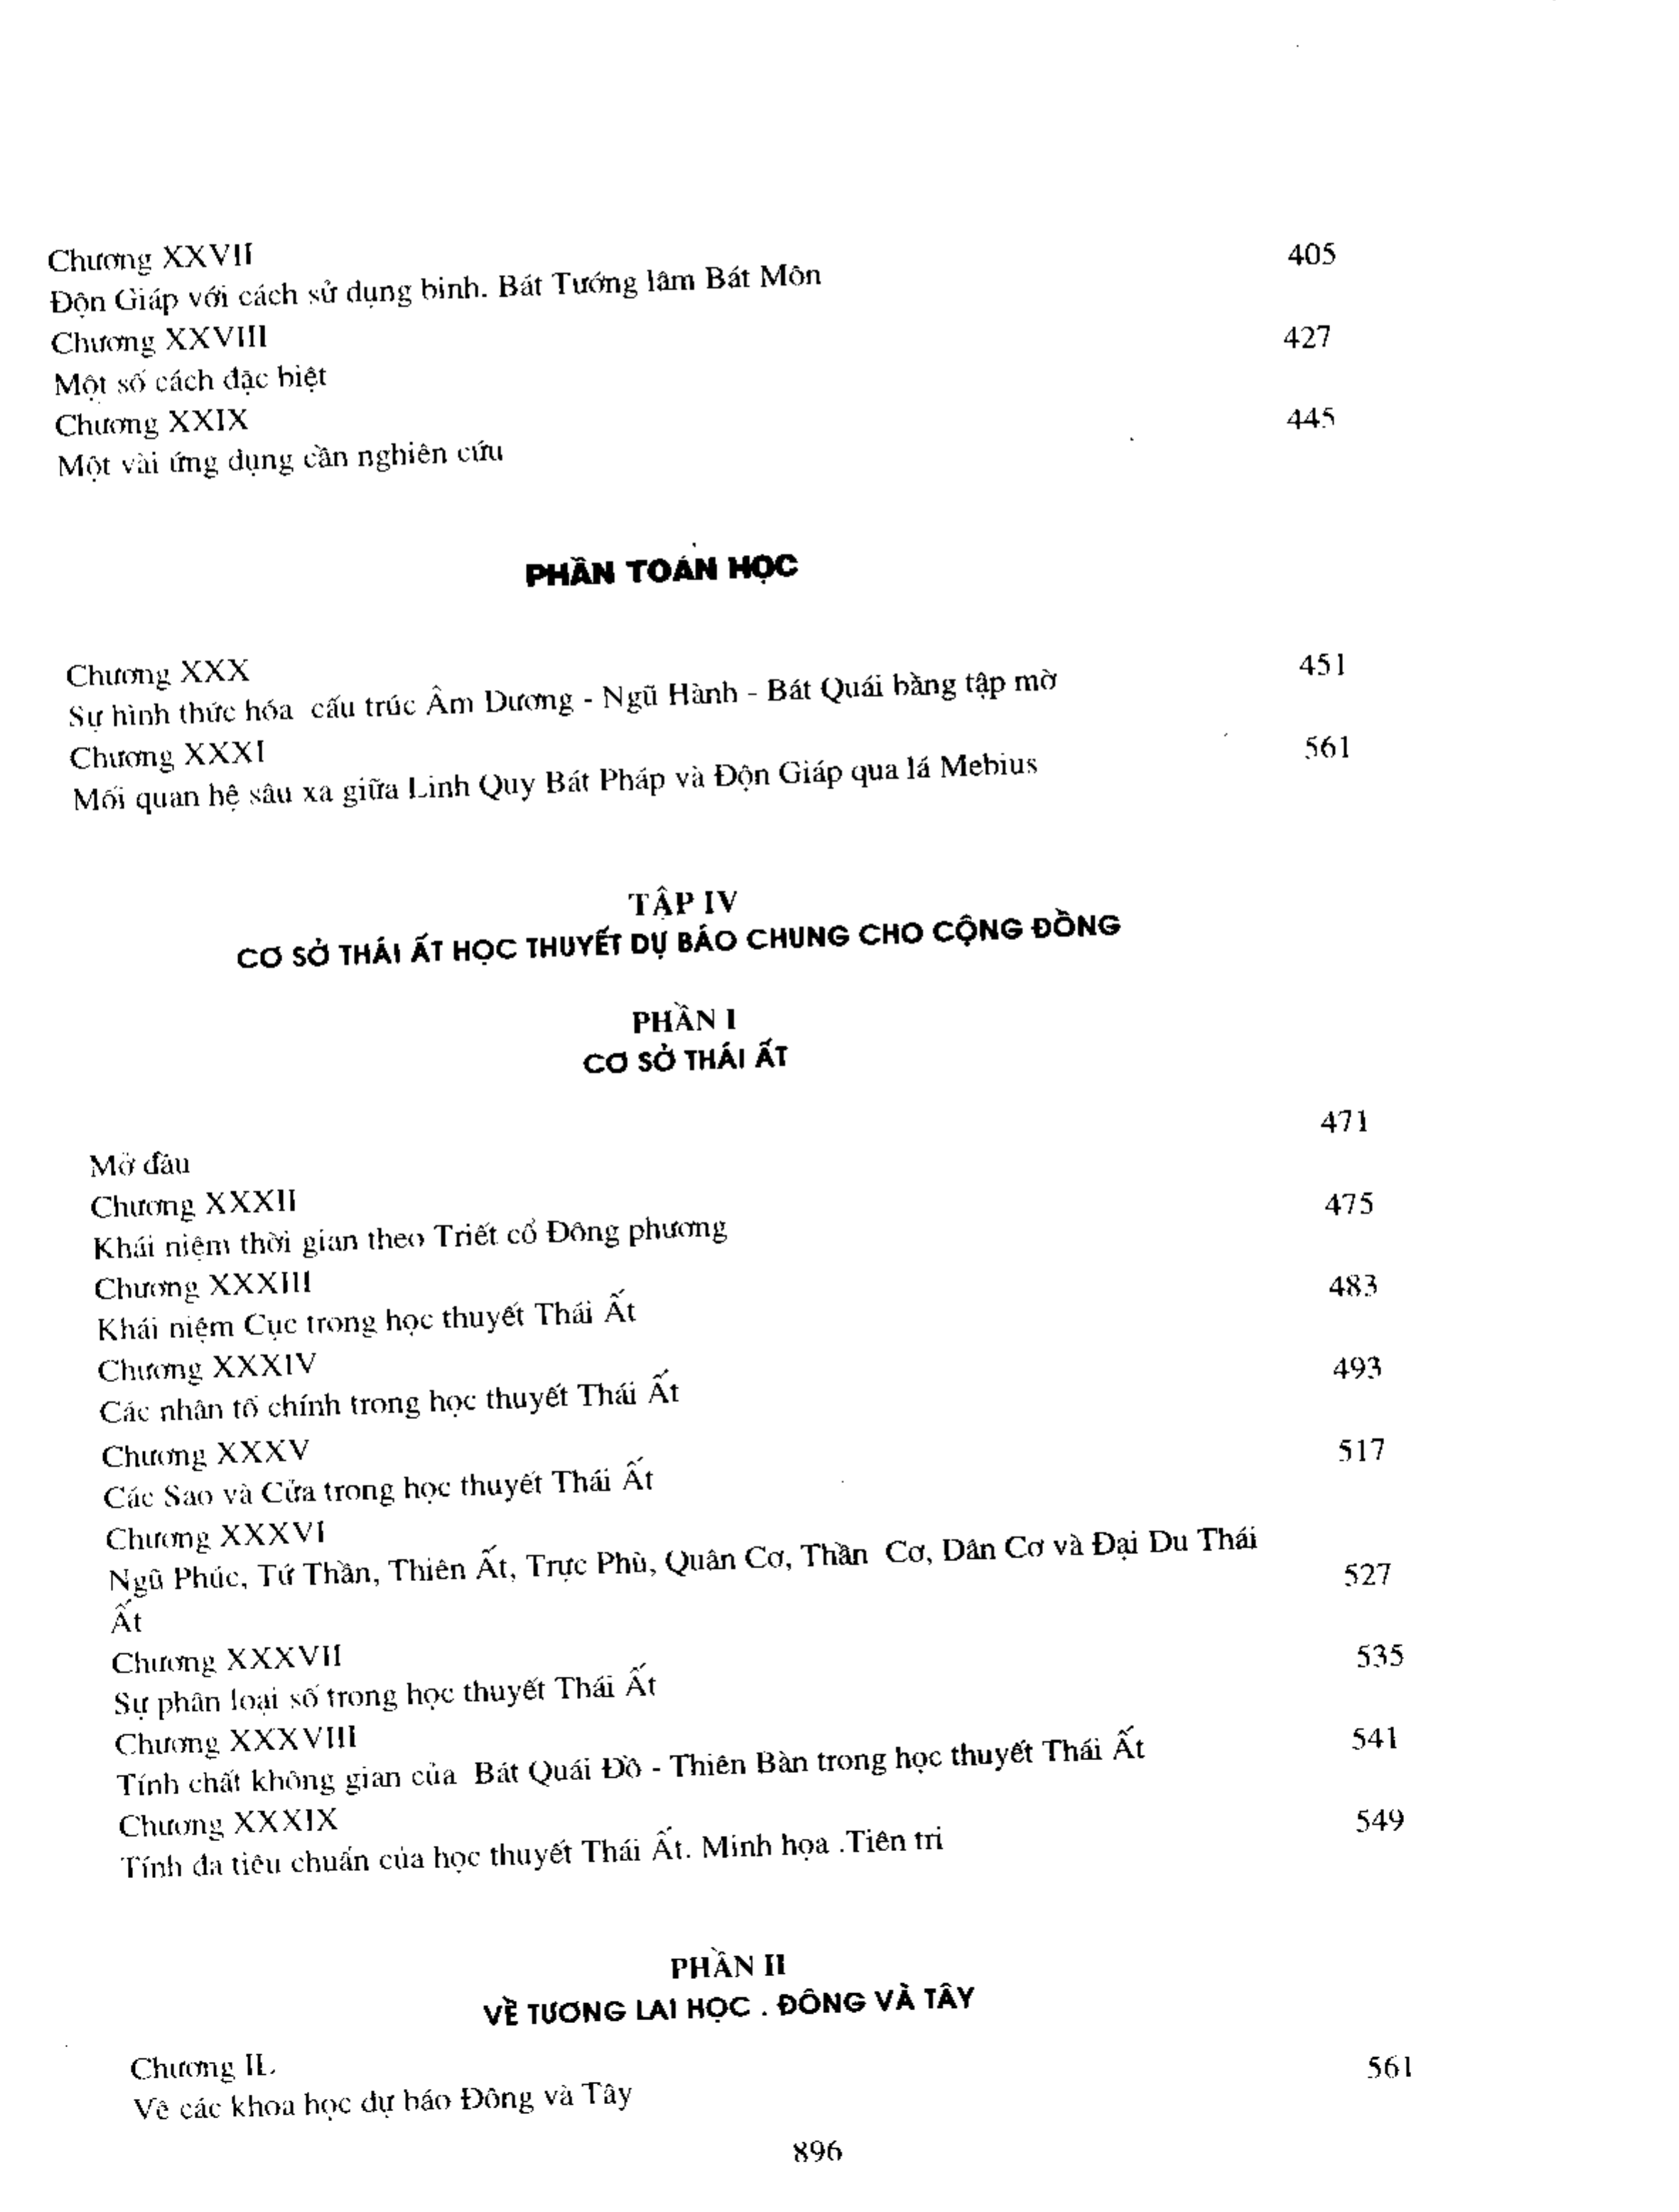 Chương XXVII 405
Độn Giáp với cách sử dụng binh. Bát Tướng lâm Bát Môn
Chương XXVIII 427
Một số cách đặc biệt
Chương XXIX 445
Một vài ứng dụng cần nghiên cứu
PHẦN TOÁN HỌC
Chương XXX 451
Sự hình thức hóa cấu trúc Âm Dương - Ngũ Hành - Bát Quái bằng tập mờ
Chương XXXI 561
Mối quan hệ sâu xa giữa Linh Quy Bát Pháp và Độn Giáp qua lá Mebius
TẬP IV
CƠ SỞ THÁI ẤT HỌC THUYẾT DỰ BÁO CHUNG CHO CỘNG ĐỒNG
PHẦN I
CƠ SỞ THÁI ẤT
471
Mở đầu
Chương XXXII 475
Khái niệm thời gian theo Triết cổ Đông phương
Chương XXXIII 483
Khái niệm Cục trong học thuyết Thái Ất
Chương XXXIV 493
Các nhân tố chính trong học thuyết Thái Ất
Chương XXXV 517
Các Sao và Cửa trong học thuyết Thái Ất
Chương XXXVI
Ngũ Phúc, Tứ Thần, Thiên Ất, Trực Phù, Quân Cơ, Thần Cơ, Dân Cơ và Đại Du Thái 527
Ất
Chương XXXVII 535
Sự phân loại số trong học thuyết Thái Ất
Chương XXXVIII 541
Tính chất không gian của Bát Quái Đồ - Thiên Bàn trong học thuyết Thái Ất
Chương XXXIX 549
Tính đa tiêu chuẩn của học thuyết Thái Ất. Minh họa .Tiên tri
PHẦN II
VỀ TƯƠNG LAI HỌC . ĐÔNG VÀ TÂY
Chương IL 561
Về các khoa học dự báo Đông và Tây
896